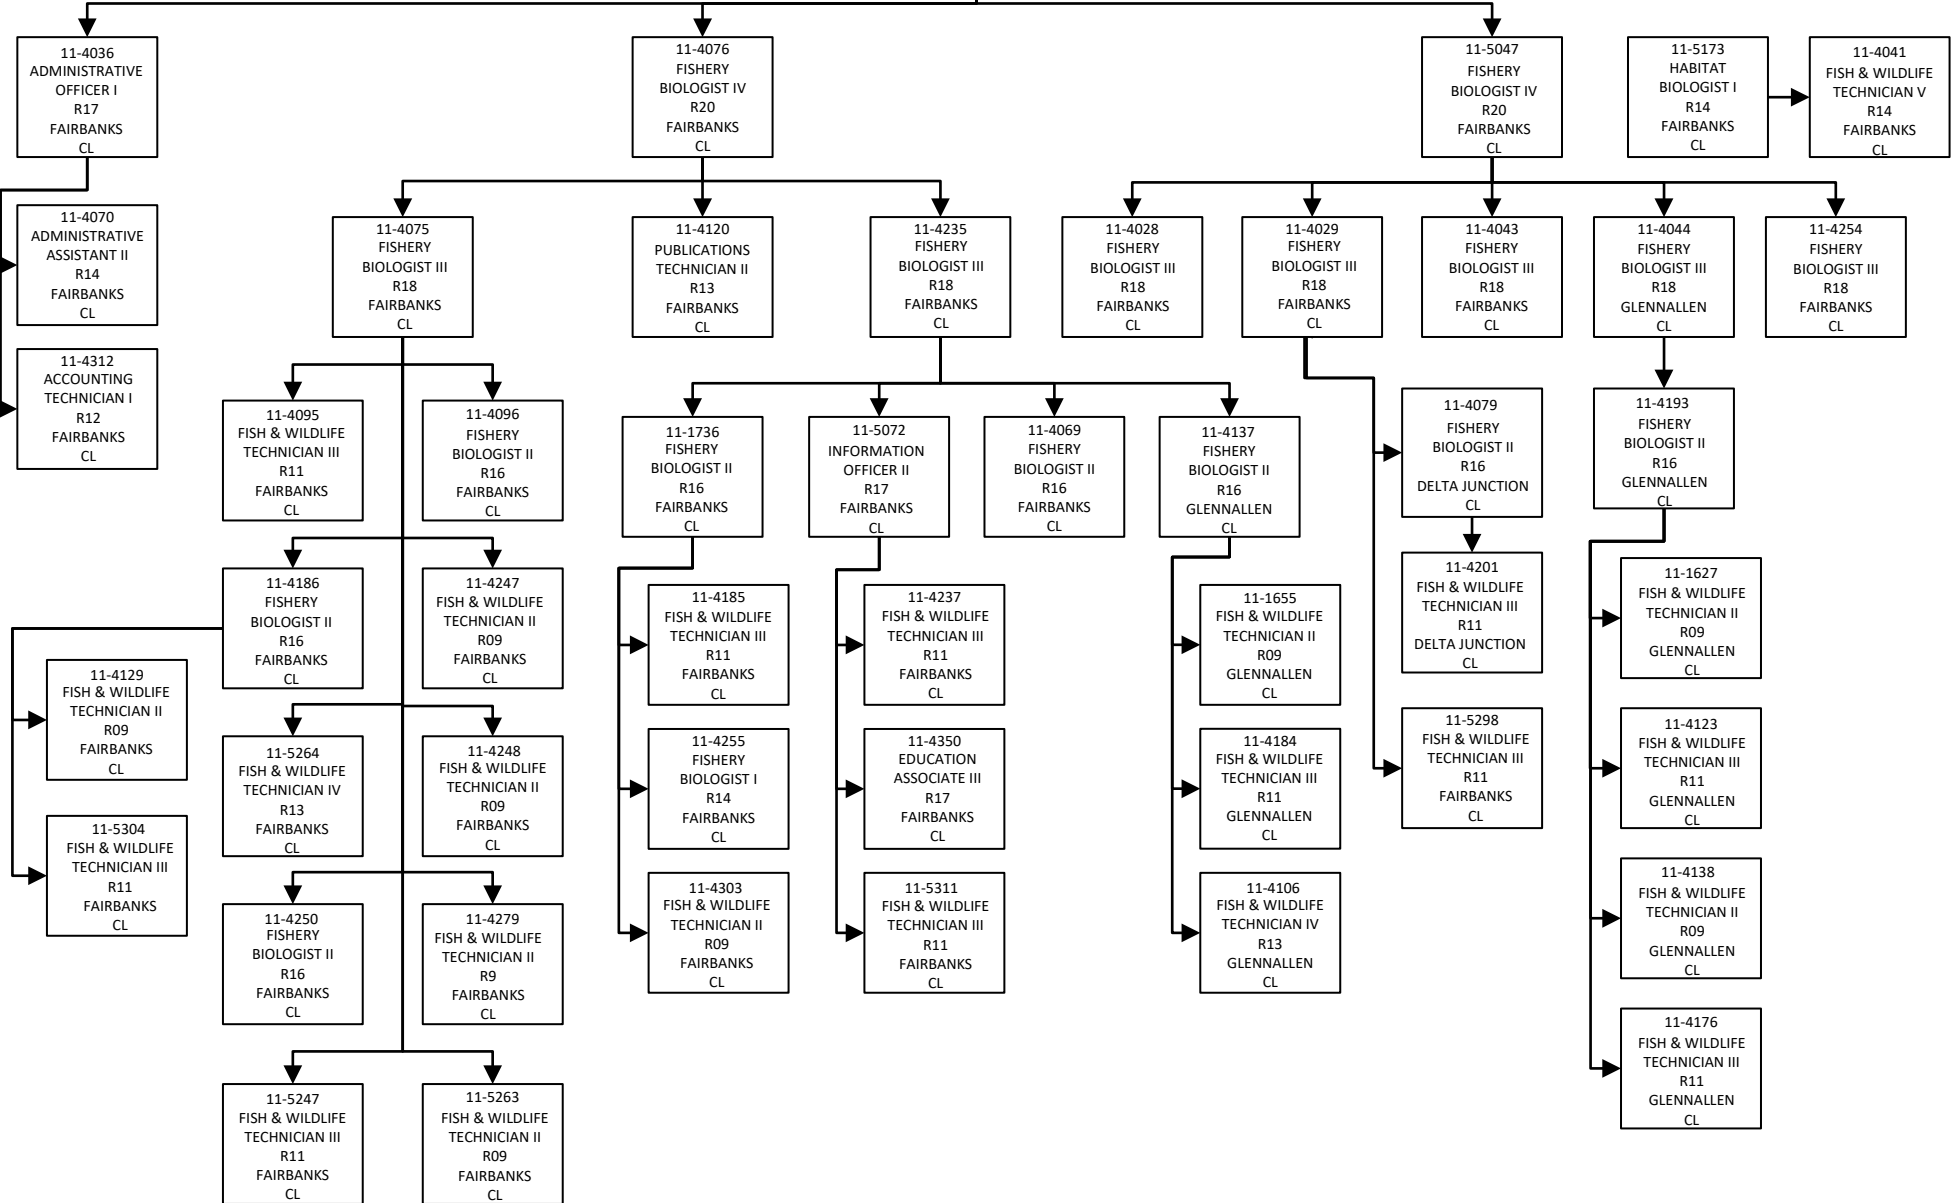 11-4036
ADMINISTRATIVE
OFFICER I
R17
FAIRBANKS
CL
11-4076
FISHERY
BIOLOGIST IV
R20
FAIRBANKS
CL
11-5047
FISHERY
BIOLOGIST IV
R20
FAIRBANKS
CL
11-5173
HABITAT
BIOLOGIST I
R14
FAIRBANKS
CL
11-4041
FISH & WILDLIFE
TECHNICIAN V
R14
FAIRBANKS
CL
11-4070
ADMINISTRATIVE
ASSISTANT II
R14
FAIRBANKS
CL
11-4312
ACCOUNTING
TECHNICIAN I
R12
FAIRBANKS
CL
11-4075
FISHERY
BIOLOGIST III
R18
FAIRBANKS
CL
11-4120
PUBLICATIONS
TECHNICIAN II
R13
FAIRBANKS
CL
11-4235
FISHERY
BIOLOGIST III
R18
FAIRBANKS
CL
11-4028
FISHERY
BIOLOGIST III
R18
FAIRBANKS
CL
11-4029
FISHERY
BIOLOGIST III
R18
FAIRBANKS
CL
11-4043
FISHERY
BIOLOGIST III
R18
FAIRBANKS
CL
11-4044
FISHERY
BIOLOGIST III
R18
GLENNALLEN
CL
11-4254
FISHERY
BIOLOGIST III
R18
FAIRBANKS
CL
11-4095
FISH & WILDLIFE
TECHNICIAN III
R11
FAIRBANKS
CL
11-4096
FISHERY
BIOLOGIST II
R16
FAIRBANKS
CL
11-4186
FISHERY
BIOLOGIST II
R16
FAIRBANKS
CL
11-4247
FISH & WILDLIFE
TECHNICIAN II
R09
FAIRBANKS
CL
11-4129
FISH & WILDLIFE
TECHNICIAN II
R09
FAIRBANKS
CL
11-5304
FISH & WILDLIFE
TECHNICIAN III
R11
FAIRBANKS
CL
11-5264
FISH & WILDLIFE
TECHNICIAN IV
R13
FAIRBANKS
CL
11-4248
FISH & WILDLIFE
TECHNICIAN II
R09
FAIRBANKS
CL
11-4250
FISHERY
BIOLOGIST II
R16
FAIRBANKS
CL
11-4279
FISH & WILDLIFE
TECHNICIAN II
R9
FAIRBANKS
CL
11-5247
FISH & WILDLIFE
TECHNICIAN III
R11
FAIRBANKS
CL
11-5263
FISH & WILDLIFE
TECHNICIAN II
R09
FAIRBANKS
CL
11-1736
FISHERY
BIOLOGIST II
R16
FAIRBANKS
CL
11-5072
INFORMATION
OFFICER II
R17
FAIRBANKS
CL
11-4069
FISHERY
BIOLOGIST II
R16
FAIRBANKS
CL
11-4137
FISHERY
BIOLOGIST II
R16
GLENNALLEN
CL
11-4185
FISH & WILDLIFE
TECHNICIAN III
R11
FAIRBANKS
CL
11-4255
FISHERY
BIOLOGIST I
R14
FAIRBANKS
CL
11-4303
FISH & WILDLIFE
TECHNICIAN II
R09
FAIRBANKS
CL
11-4237
FISH & WILDLIFE
TECHNICIAN III
R11
FAIRBANKS
CL
11-4350
EDUCATION
ASSOCIATE III
R17
FAIRBANKS
CL
11-5311
FISH & WILDLIFE
TECHNICIAN III
R11
FAIRBANKS
CL
11-1655
FISH & WILDLIFE
TECHNICIAN II
R09
GLENNALLEN
CL
11-4184
FISH & WILDLIFE
TECHNICIAN III
R11
GLENNALLEN
CL
11-4106
FISH & WILDLIFE
TECHNICIAN IV
R13
GLENNALLEN
CL
11-4079
FISHERY
BIOLOGIST II
R16
DELTA JUNCTION
CL
11-4201
FISH & WILDLIFE
TECHNICIAN III
R11
DELTA JUNCTION
CL
11-5298
FISH & WILDLIFE
TECHNICIAN III
R11
FAIRBANKS
CL
11-4193
FISHERY
BIOLOGIST II
R16
GLENNALLEN
CL
11-1627
FISH & WILDLIFE
TECHNICIAN II
R09
GLENNALLEN
CL
11-4123
FISH & WILDLIFE
TECHNICIAN III
R11
GLENNALLEN
CL
11-4138
FISH & WILDLIFE
TECHNICIAN II
R09
GLENNALLEN
CL
11-4176
FISH & WILDLIFE
TECHNICIAN III
R11
GLENNALLEN
CL